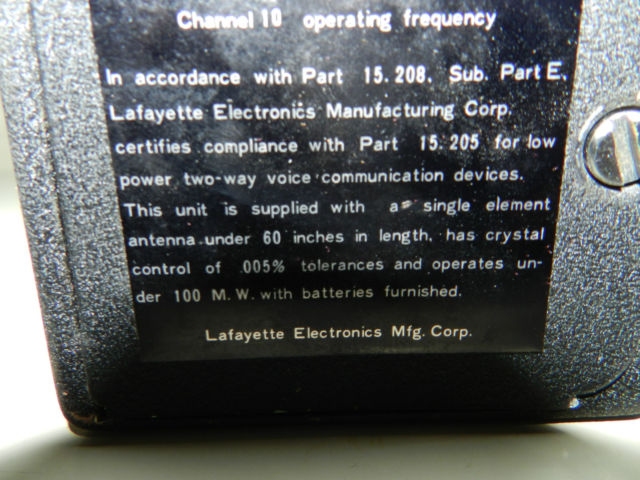 Channel 10 operating frequency
In accordance with Part 15.208. Sub. Part E.
Lafayette Electronics Manufacturing Corp.
certifies compliance with Part 15.205 for low
power two-way voice communication devices.
This unit is supplied with a single element
antenna under 60 inches in length. has crystal
control of .005% tolerances and operates un-
der 100 M.W. with batteries furnished.
Lafayette Electronics Mfg. Corp.